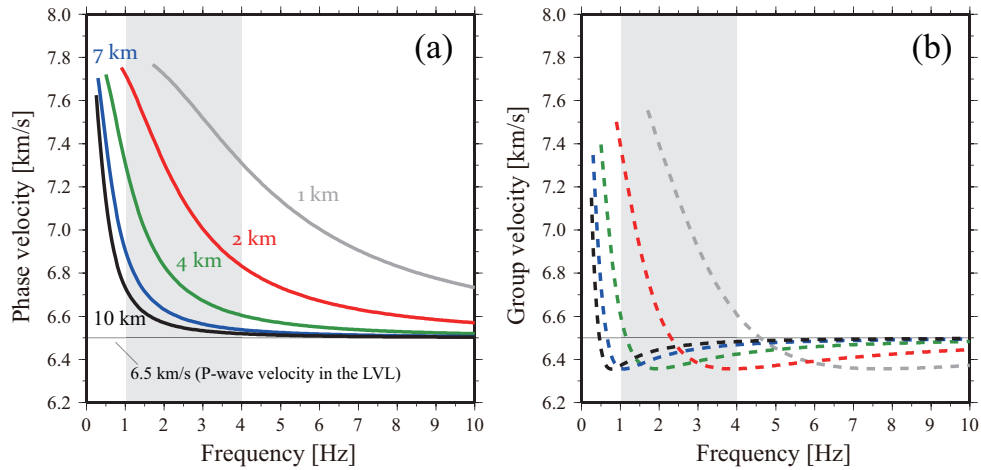 (a)
8.0
7.8
7.6
7.4
7.2
7.0
6.8
6.6
6.4
6.2
Phase velocity [km/s]
7 km
1 km
2 km
4 km
10 km
6.5 km/s (P-wave velocity in the LVL)
0 1 2 3 4 5 6 7 8 9 10
Frequency [Hz]
(b)
8.0
7.8
7.6
7.4
7.2
7.0
6.8
6.6
6.4
6.2
Group velocity [km/s]
0 1 2 3 4 5 6 7 8 9 10
Frequency [Hz]